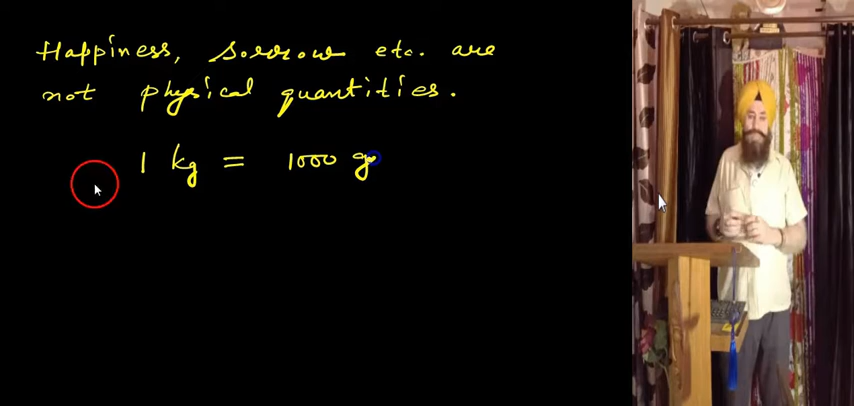 Happiness, sorrow etc. are
not physical quantities.
1 kg = 1000 g